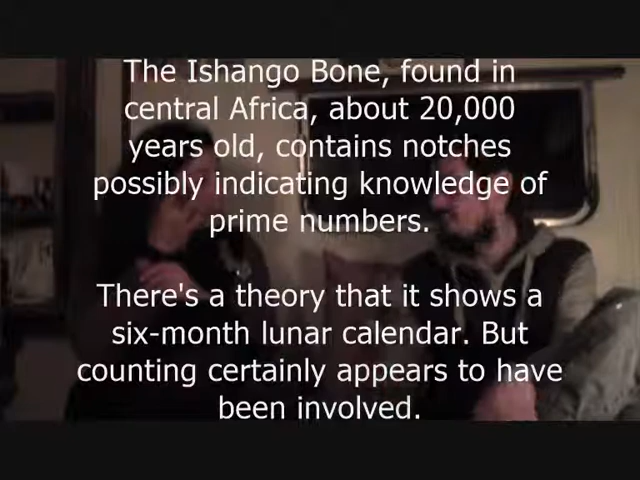 The Ishango Bone, found in
central Africa, about 20,000
years old, contains notches
possibly indicating knowledge of
prime numbers.
There's a theory that it shows a
six-month lunar calendar. But
counting certainly appears to have
been involved.